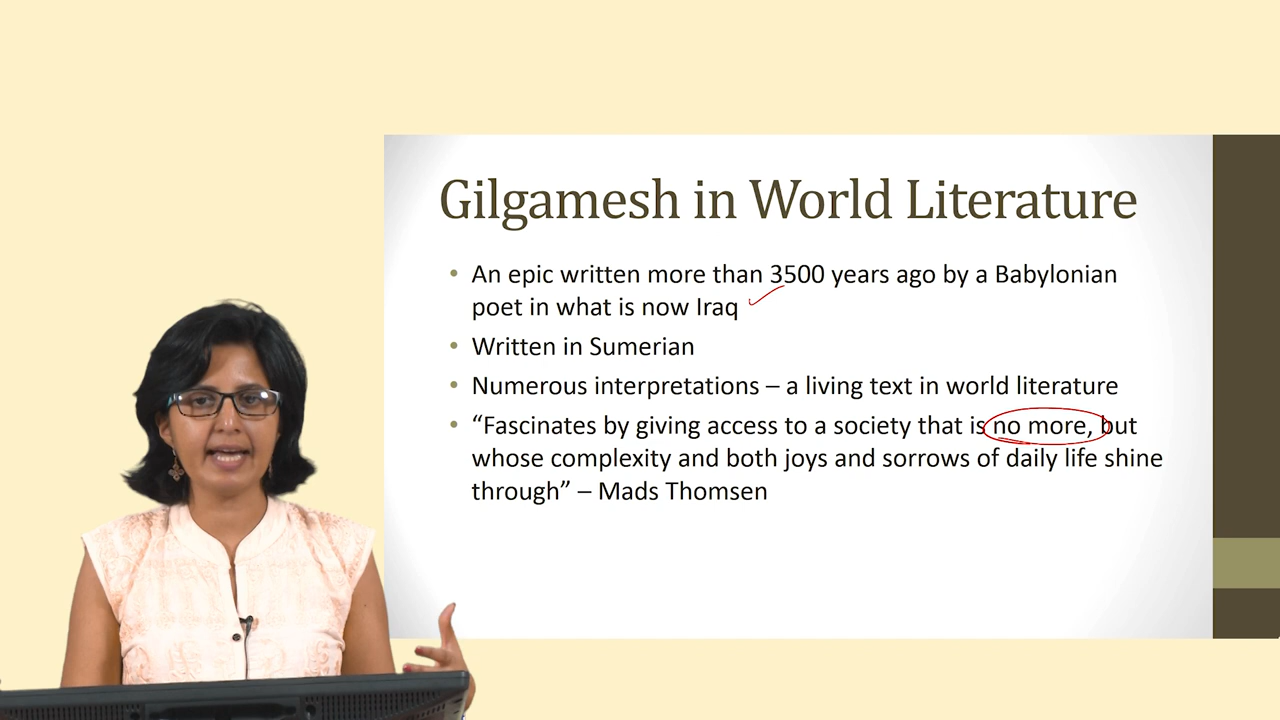 Gilgamesh in World Literature
• An epic written more than 3500 years ago by a Babylonian
poet in what is now Iraq
• Written in Sumerian
• Numerous interpretations – a living text in world literature
• “Fascinates by giving access to a society that is no more, but
whose complexity and both joys and sorrows of daily life shine
through” – Mads Thomsen